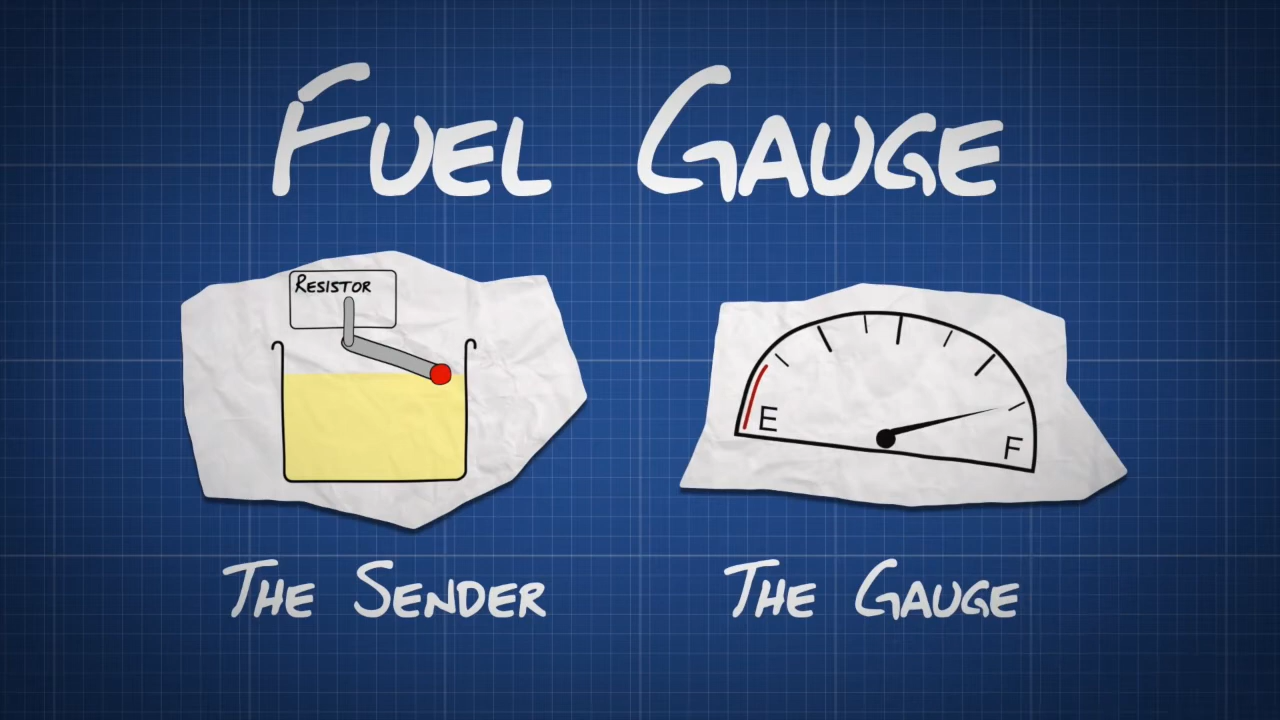 Fuel Gauge
Resistor
E
F
The Sender
The Gauge